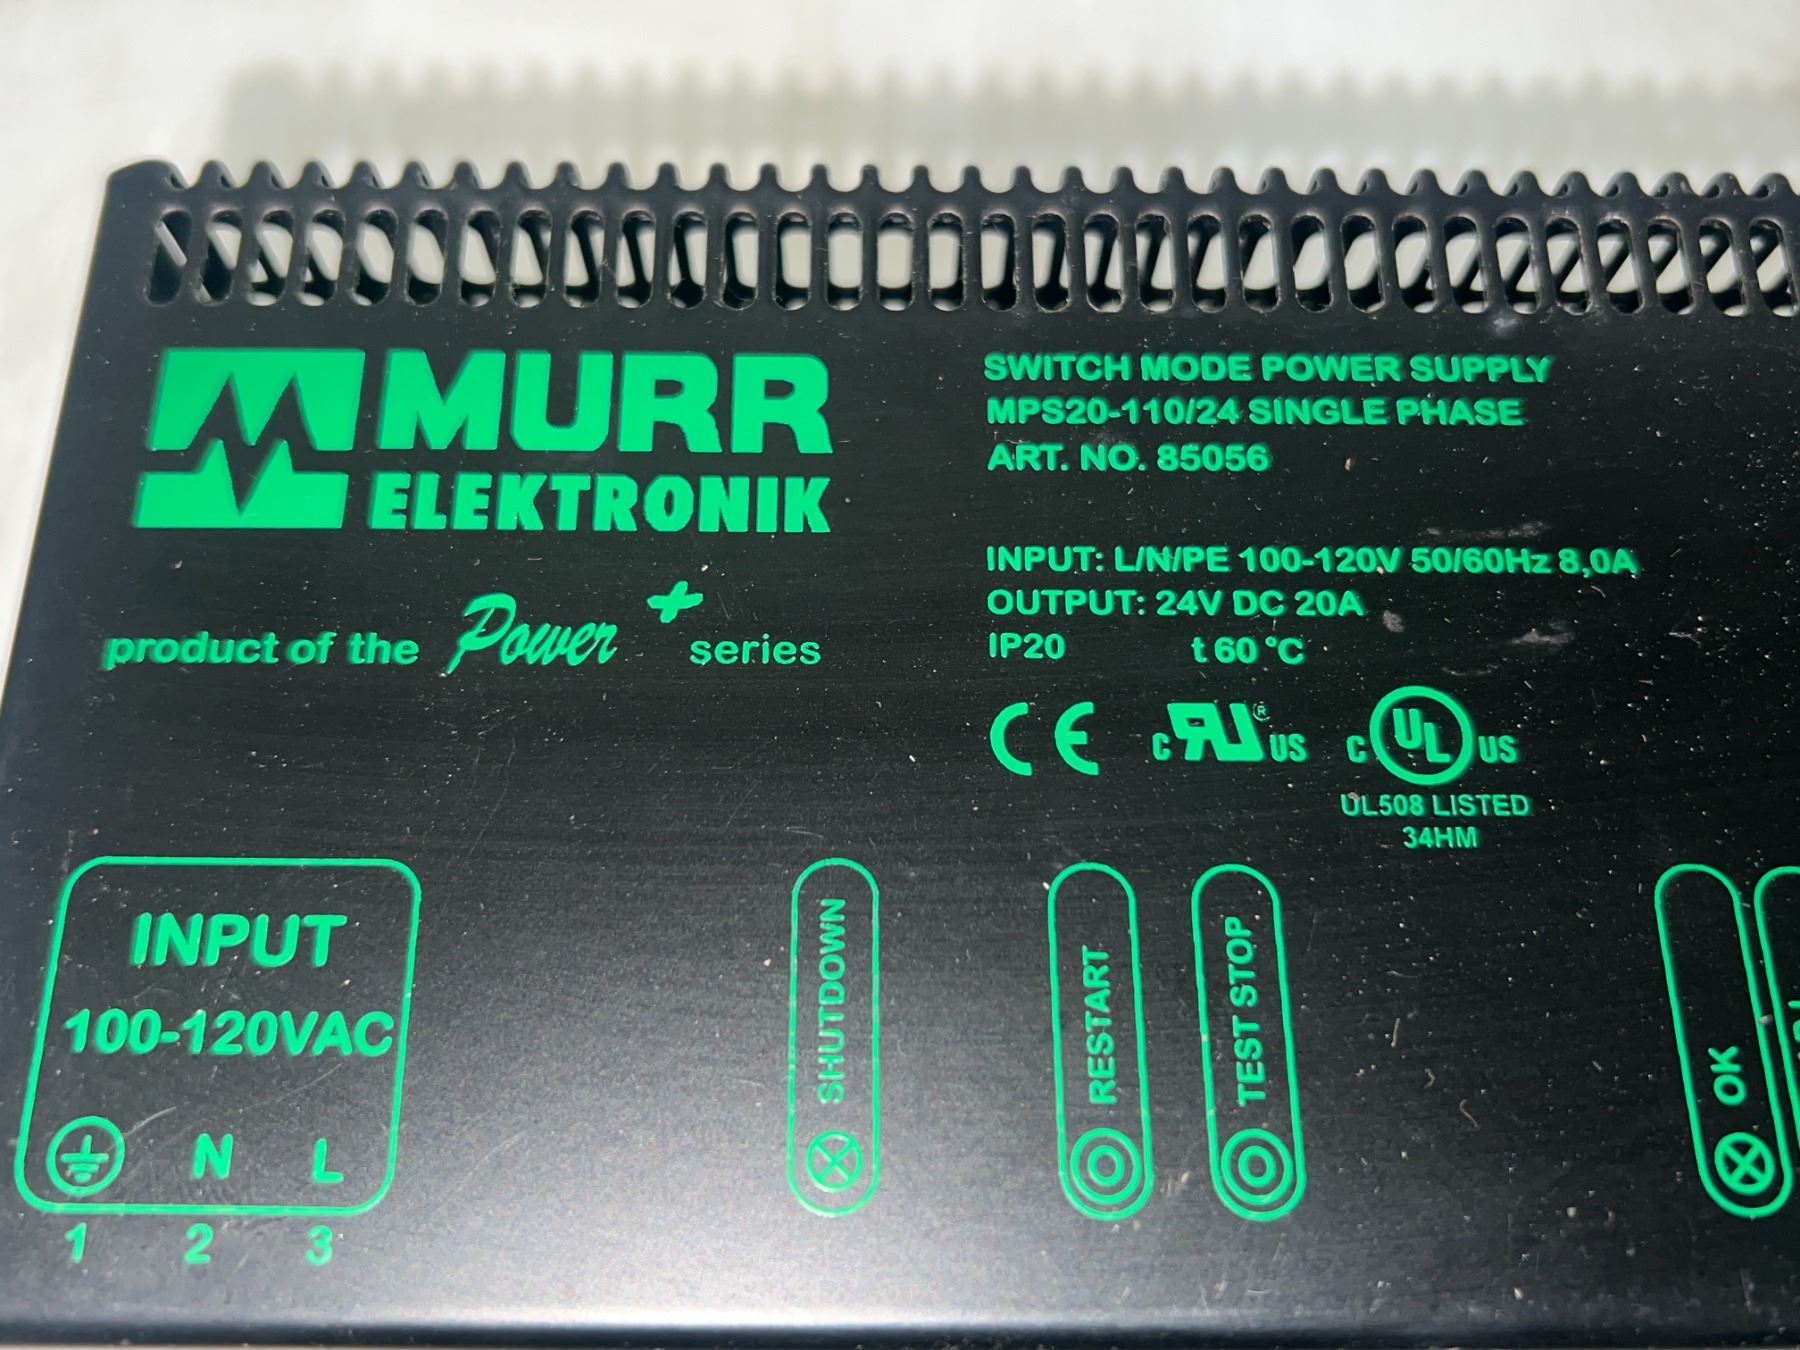 MURR
ELEKTRONIK
product of the Power+ series
SWITCH MODE POWER SUPPLY
MPS20-110/24 SINGLE PHASE
ART. NO. 85056
INPUT: L/N/PE 100-120V 50/60Hz 8,0A
OUTPUT: 24V DC 20A
IP20 t 60 °C
CE
C RU® US
C UL US
UL508 LISTED
34HM
INPUT
100-120VAC
N L
1 2 3
SHUTDOWN
RESTART
TEST STOP
OK